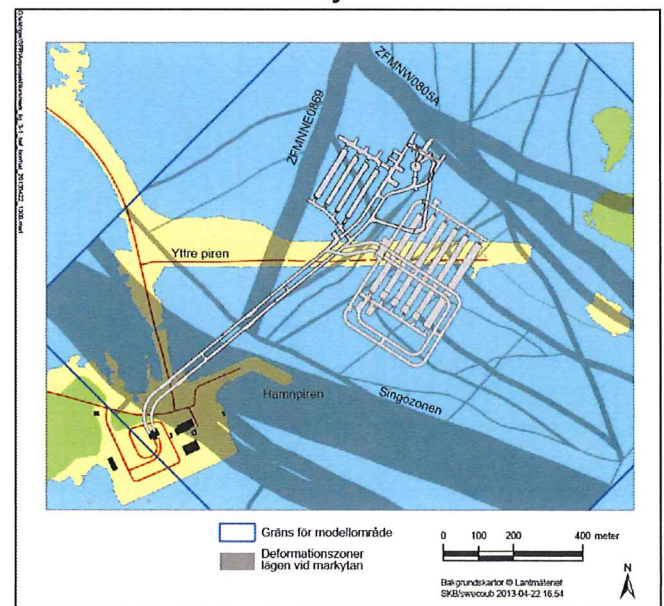 ZFMNW0805A
ZFMNNE0869
Yttre piren
Hamnpiren
Singözonen
Gräns för modellområde
Deformationszoner
lägen vid markytan
0 100 200 400 meter
N
Bakgrundskartor © Lantmäteriet
SKB/swecoub 2013-04-22 16.54